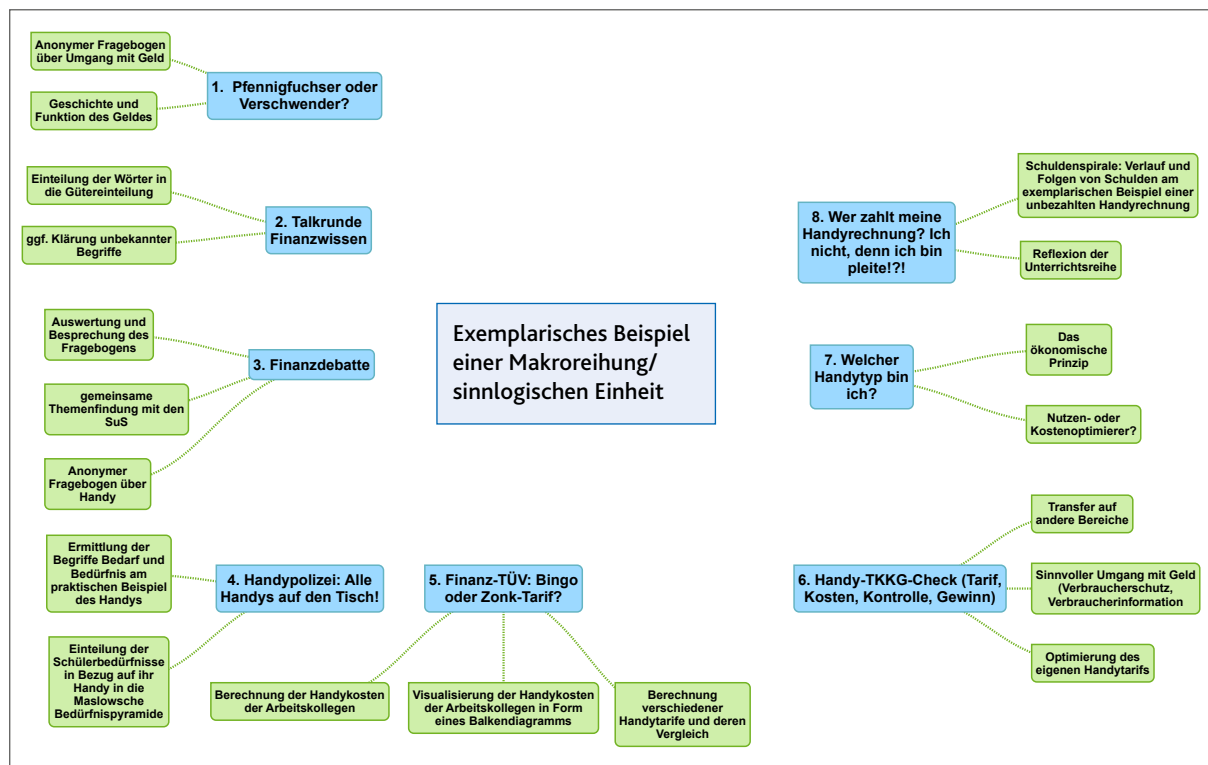 Anonymer Fragebogen
über Umgang mit Geld
1. Pfennigfuchser oder
Verschwender?
Geschichte und
Funktion des Geldes
Einteilung der Wörter in
die Gütereinteilung
2. Talkrunde
Finanzwissen
ggf. Klärung unbekannter
Begriffe
Auswertung und
Besprechung des
Fragebogens
3. Finanzdebatte
gemeinsame
Themenfindung mit den
SuS
Anonymer
Fragebogen über
Handy
Exemplarisches Beispiel
einer Makroreihung/
sinnlogischen Einheit
Ermittlung der
Begriffe Bedarf und
Bedürfnis am
praktischen Beispiel
des Handys
4. Handypolizei: Alle
Handys auf den Tisch!
Einteilung der
Schülerbedürfnisse
in Bezug auf ihr
Handy in die
Maslowsche
Bedürfnispyramide
5. Finanz-TÜV: Bingo
oder Zonk-Tarif?
Berechnung der Handykosten
der Arbeitskollegen
Visualisierung der Handykosten
der Arbeitskollegen in Form
eines Balkendiagramms
Berechnung
verschiedener
Handytarife und deren
Vergleich
Transfer auf
andere Bereiche
6. Handy-TKKG-Check (Tarif,
Kosten, Kontrolle, Gewinn)
Sinnvoller Umgang mit Geld
(Verbraucherschutz,
Verbraucherinformation
Optimierung des
eigenen Handytarifs
Das
ökonomische
Prinzip
7. Welcher
Handytyp bin
ich?
Nutzen- oder
Kostenoptimierer?
Schuldenspirale: Verlauf und
Folgen von Schulden am
exemplarischen Beispiel einer
unbezahlten Handyrechnung
8. Wer zahlt meine
Handyrechnung? Ich
nicht, denn ich bin
pleite!?!
Reflexion der
Unterrichtsreihe